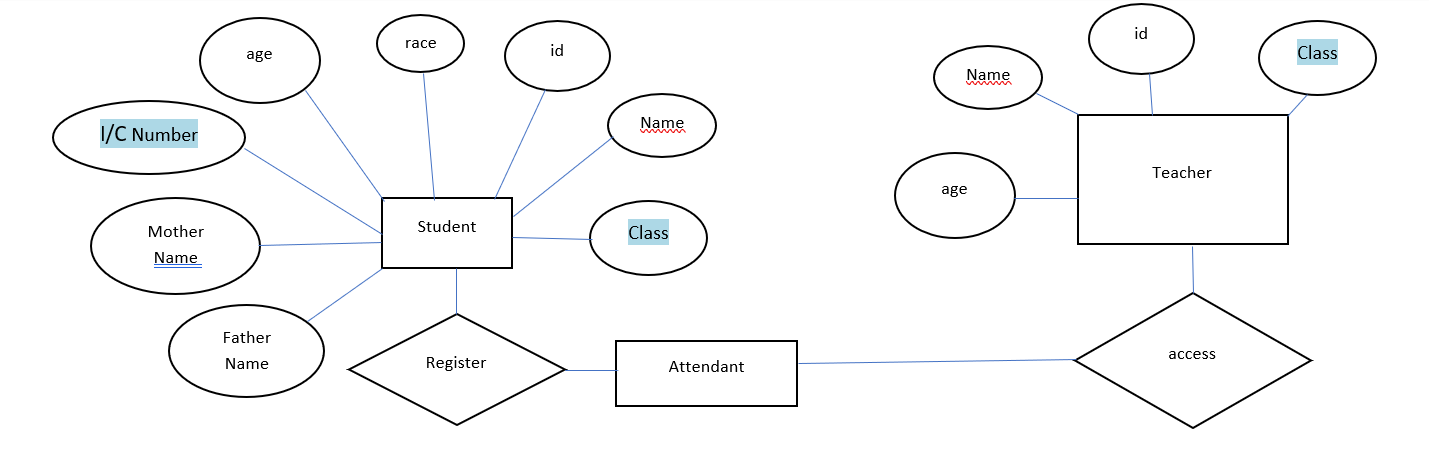 age
race
id
I/C Number
Name
Mother
Name
Student
Class
Father
Name
Register
Attendant
id
Class
Name
Teacher
age
access